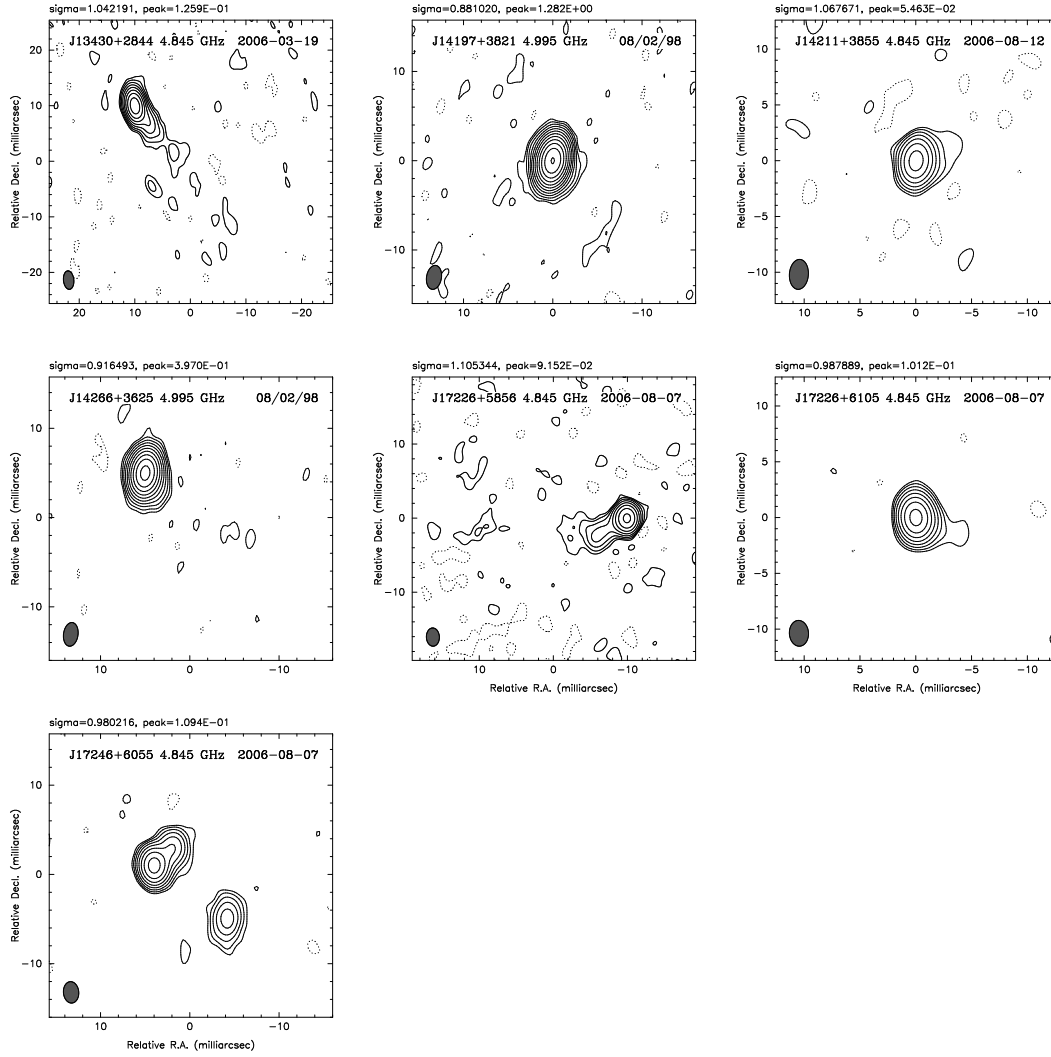 sigma=1.042191, peak=1.259E-01
J13430+2844 4.845 GHz 2006-03-19
Relative Decl. (milliarcsec)
20
10
0
-10
-20
20 10 0 -10 -20
sigma=0.881020, peak=1.282E+00
J14197+3821 4.995 GHz 08/02/98
Relative Decl. (milliarcsec)
10
0
-10
10 0 -10
sigma=1.067671, peak=5.463E-02
J14211+3855 4.845 GHz 2006-08-12
Relative Decl. (milliarcsec)
10
5
0
-5
-10
10 5 0 -5 -10
sigma=0.916493, peak=3.970E-01
J14266+3625 4.995 GHz 08/02/98
Relative Decl. (milliarcsec)
10
0
-10
10 0 -10
sigma=1.105344, peak=9.152E-02
J17226+5856 4.845 GHz 2006-08-07
Relative Decl. (milliarcsec)
10
0
-10
10 0 -10
Relative R.A. (milliarcsec)
sigma=0.987889, peak=1.012E-01
J17226+6105 4.845 GHz 2006-08-07
Relative Decl. (milliarcsec)
10
5
0
-5
-10
10 5 0 -5 -10
Relative R.A. (milliarcsec)
sigma=0.980216, peak=1.094E-01
J17246+6055 4.845 GHz 2006-08-07
Relative Decl. (milliarcsec)
10
0
-10
10 0 -10
Relative R.A. (milliarcsec)